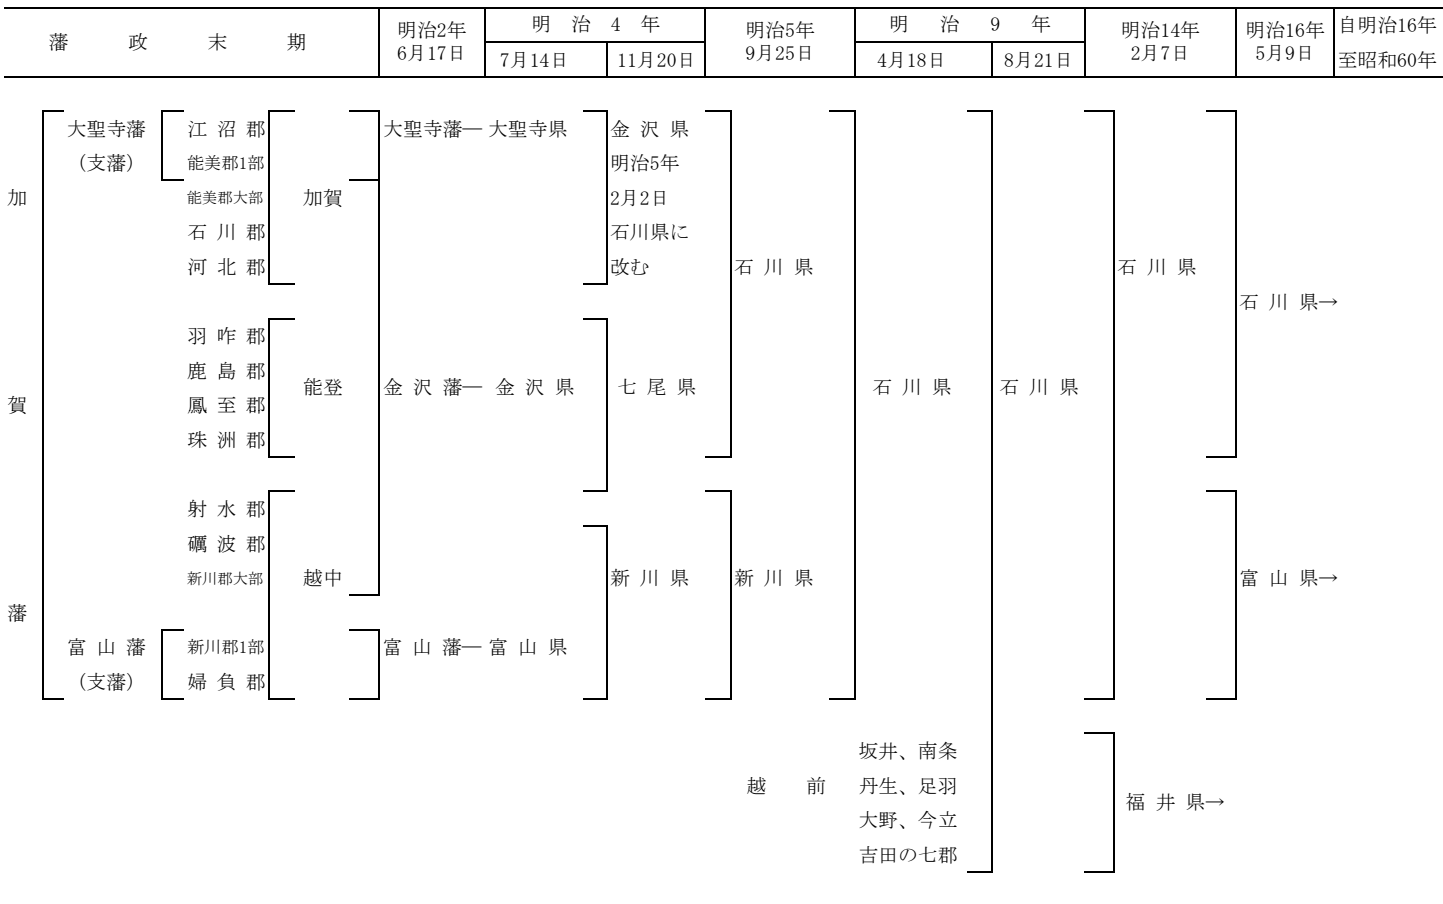 藩政末期 明治2年 明治4年 明治5年 明治9年 明治14年 明治16年 自明治16年
6月17日 7月14日 11月20日 9月25日 4月18日 8月21日 2月7日 5月9日 至昭和60年
大聖寺藩 江沼郡 大聖寺藩―大聖寺県 金沢県
（支藩） 能美郡1部 明治5年
加 能美郡大部 加賀 2月2日
石川郡 石川県に
河北郡 改む 石川県 石川県
石川県→
羽咋郡
鹿島郡
能登 金沢藩―金沢県 七尾県 石川県 石川県
賀 鳳至郡
珠洲郡
射水郡
礪波郡
新川郡大部 越中 新川県 新川県 富山県→
藩
富山藩 新川郡1部 富山藩―富山県
（支藩） 婦負郡
坂井、南条
越前 丹生、足羽
福井県→
大野、今立
吉田の七郡